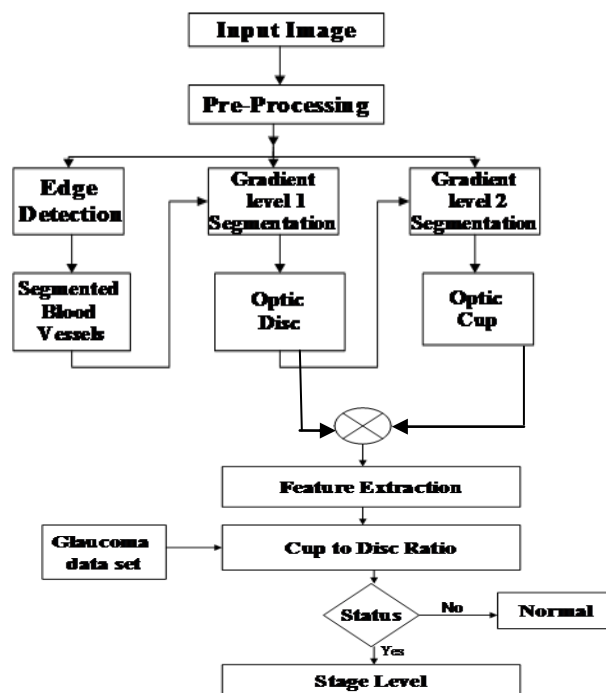 Input Image
Pre-Processing
Edge
Detection
Gradient
level 1
Segmentation
Gradient
level 2
Segmentation
Segmented
Blood
Vessels
Optic
Disc
Optic
Cup
Feature Extraction
Glaucoma
data set
Cup to Disc Ratio
Status
No
Normal
Yes
Stage Level